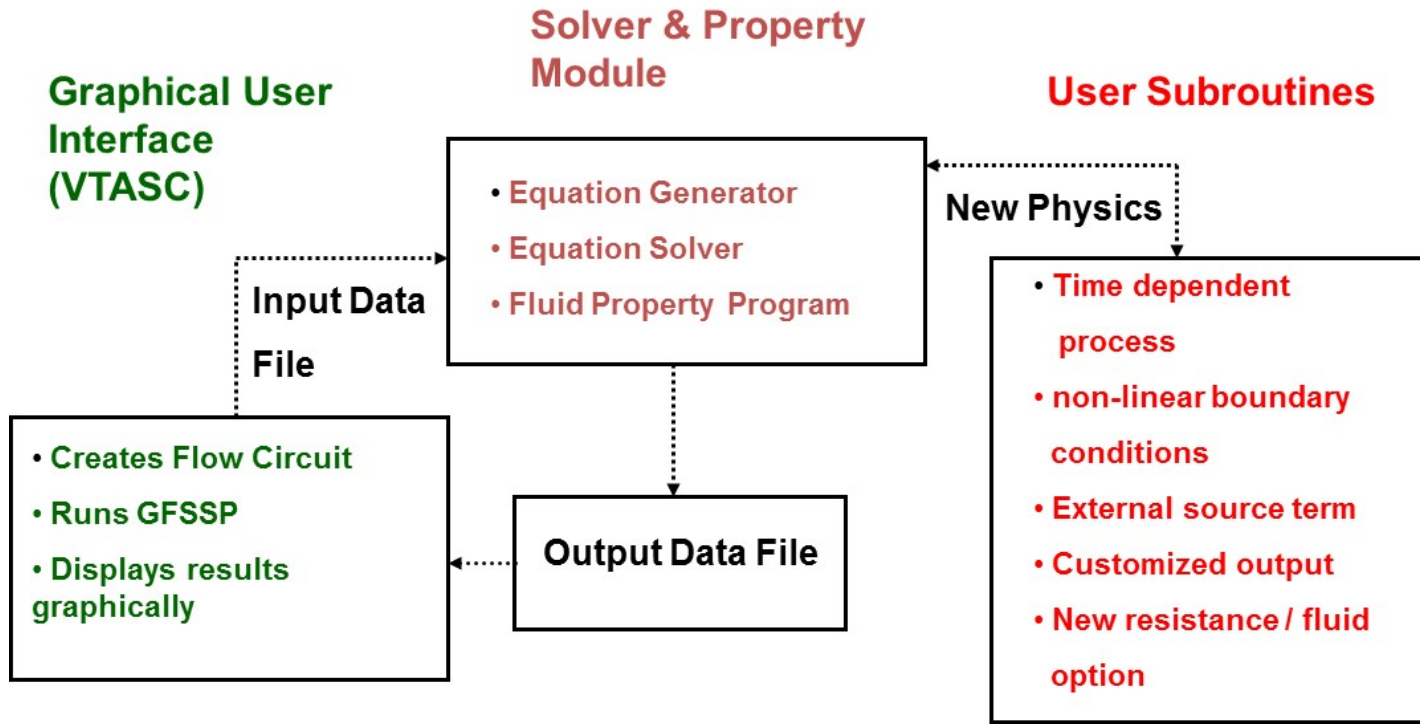 Solver & Property
Module
Graphical User
Interface
(VTASC)
User Subroutines
• Equation Generator
• Equation Solver
• Fluid Property Program
New Physics
Input Data
File
• Time dependent
process
• non-linear boundary
conditions
• External source term
• Customized output
• New resistance / fluid
option
• Creates Flow Circuit
• Runs GFSSP
• Displays results
graphically
Output Data File